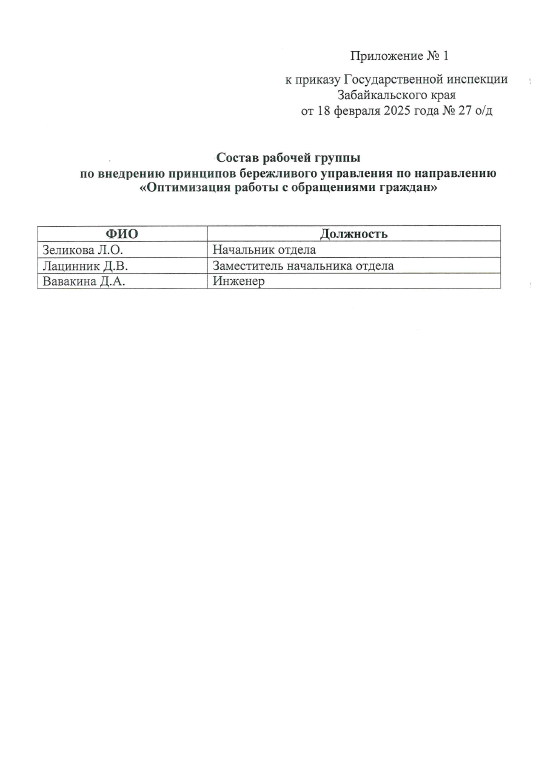 Приложение № 1
к приказу Государственной инспекции
Забайкальского края
от 18 февраля 2025 года № 27 о/д
Состав рабочей группы
по внедрению принципов бережливого управления по направлению
«Оптимизация работы с обращениями граждан»
ФИО Должность
Зеликова Л.О. Начальник отдела
Лацинник Д.В. Заместитель начальника отдела
Вавакина Д.А. Инженер